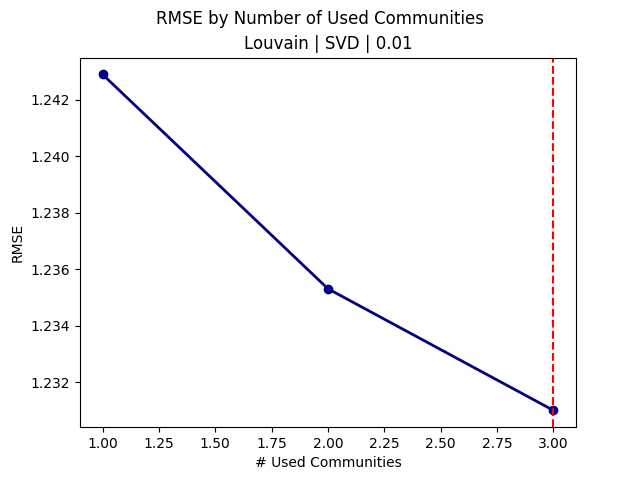 RMSE by Number of Used Communities
Louvain | SVD | 0.01
1.242
1.240
1.238
1.236
1.234
1.232
RMSE
1.00 1.25 1.50 1.75 2.00 2.25 2.50 2.75 3.00
# Used Communities